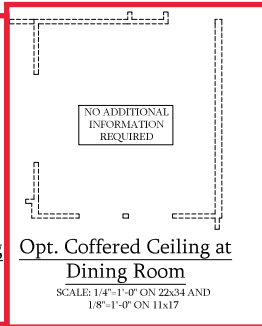 NO ADDITIONAL
INFORMATION
REQUIRED
Opt. Coffered Ceiling at
Dining Room
SCALE: 1/4"=1'-0" ON 22x34 AND
1/8"=1'-0" ON 11x17